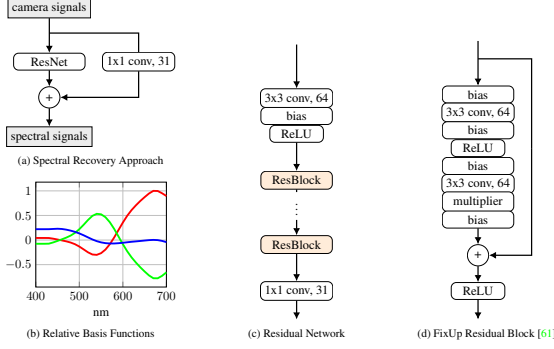 camera signals
ResNet
1x1 conv, 31
+
spectral signals
(a) Spectral Recovery Approach
1
0.5
0
−0.5
400 500 600 700
nm
(b) Relative Basis Functions
3x3 conv, 64
bias
ReLU
ResBlock
⋮
ResBlock
1x1 conv, 31
(c) Residual Network
bias
3x3 conv, 64
bias
ReLU
bias
3x3 conv, 64
multiplier
bias
+
ReLU
(d) FixUp Residual Block [61]